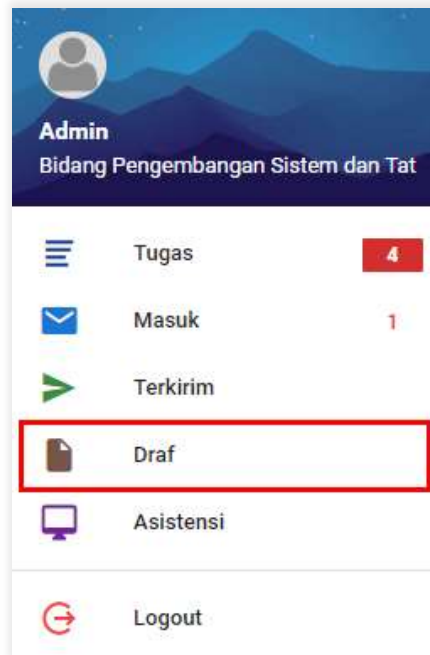 Admin
Bidang Pengembangan Sistem dan Tat
Tugas 4
Masuk 1
Terkirim
Draf
Asistensi
Logout